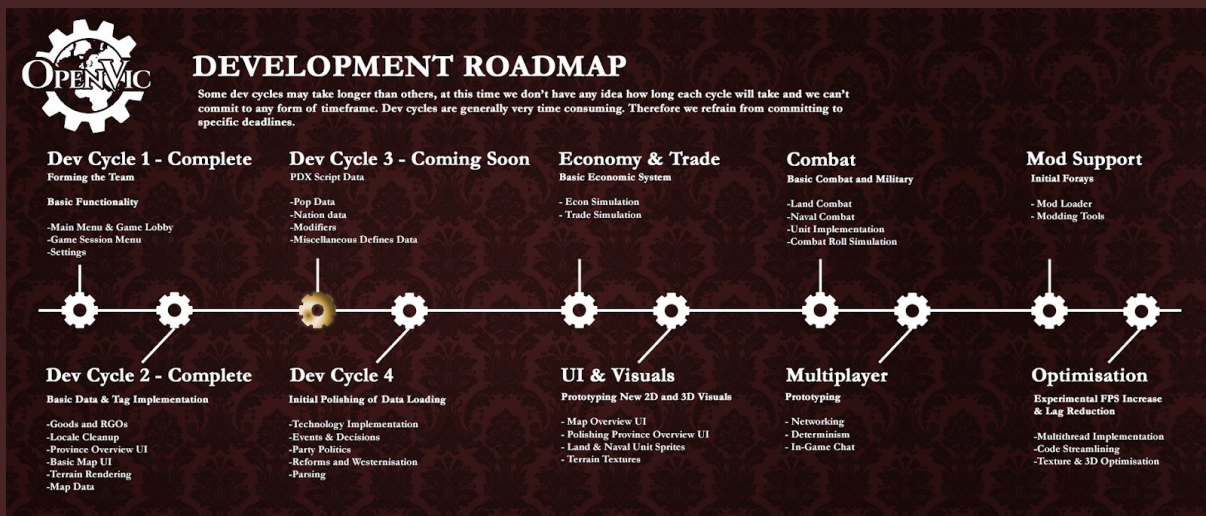 OPENVIC
DEVELOPMENT ROADMAP
Some dev cycles may take longer than others, at this time we don't have any idea how long each cycle will take and we can't
commit to any form of timeframe. Dev cycles are generally very time consuming. Therefore we refrain from committing to
specific deadlines.
Dev Cycle 1 - Complete
Forming the Team
Basic Functionality
-Main Menu & Game Lobby
-Game Session Menu
-Settings
Dev Cycle 3 - Coming Soon
PDX Script Data
-Pop Data
-Nation data
-Modifiers
-Miscellaneous Defines Data
Economy & Trade
Basic Economic System
- Econ Simulation
- Trade Simulation
Combat
Basic Combat and Military
-Land Combat
-Naval Combat
-Unit Implementation
-Combat Roll Simulation
Mod Support
Initial Forays
- Mod Loader
- Modding Tools
Dev Cycle 2 - Complete
Basic Data & Tag Implementation
-Goods and RGOs
-Locale Cleanup
-Province Overview UI
-Basic Map UI
-Terrain Rendering
-Map Data
Dev Cycle 4
Initial Polishing of Data Loading
-Technology Implementation
-Events & Decisions
-Party Politics
-Reforms and Westernisation
-Parsing
UI & Visuals
Prototyping New 2D and 3D Visuals
- Map Overview UI
- Polishing Province Overview UI
- Land & Naval Unit Sprites
- Terrain Textures
Multiplayer
Prototyping
- Networking
- Determinism
- In-Game Chat
Optimisation
Experimental FPS Increase
& Lag Reduction
-Multithread Implementation
-Code Streamlining
-Texture & 3D Optimisation